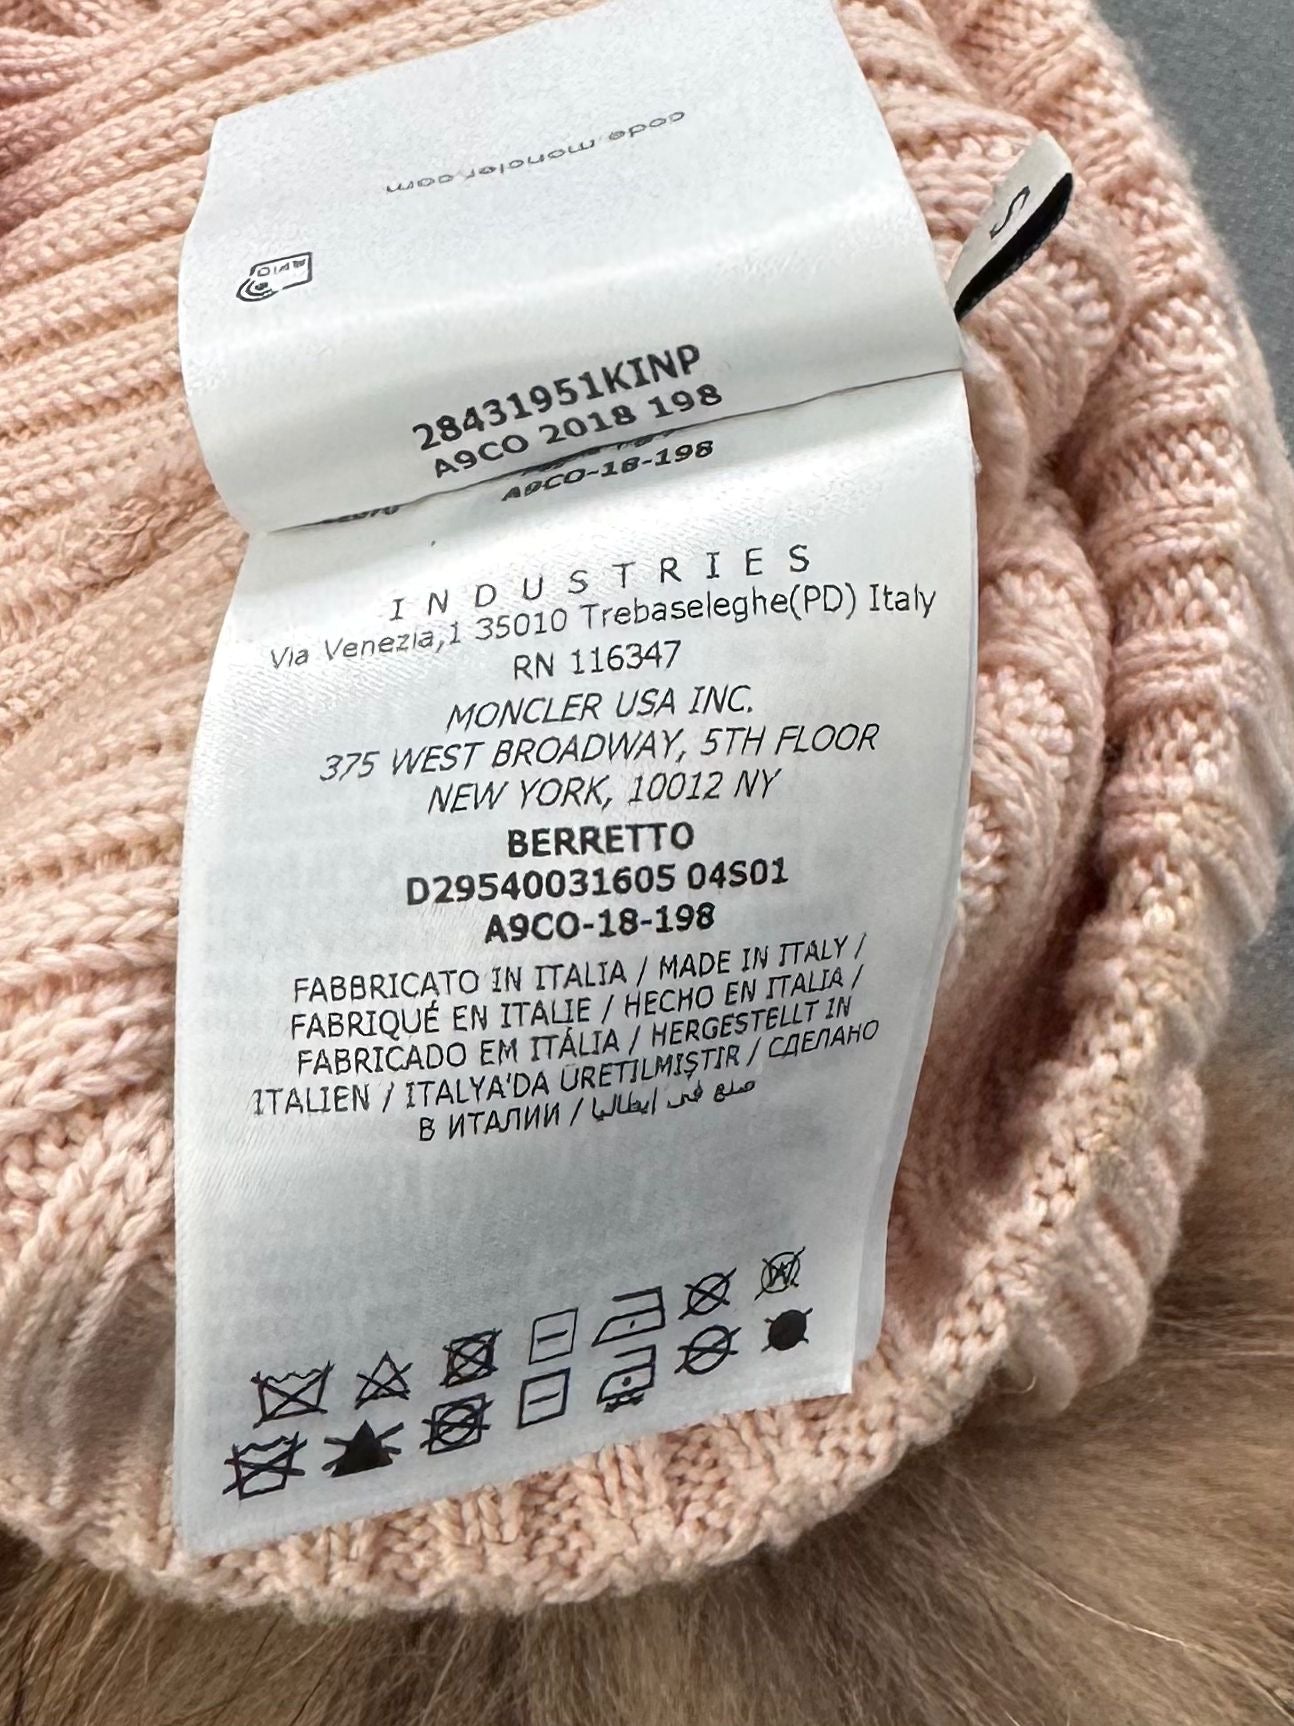 code.moncler.com
S
28431951KINP
A9CO 2018 198
A9CO-18-198
INDUSTRIES
Via Venezia,1 35010 Trebaseleghe(PD) Italy
RN 116347
MONCLER USA INC.
375 WEST BROADWAY, 5TH FLOOR
NEW YORK, 10012 NY
BERRETTO
D29540031605 04S01
A9CO-18-198
FABBRICATO IN ITALIA / MADE IN ITALY /
FABRIQUÉ EN ITALIE / HECHO EN ITALIA /
FABRICADO EM ITÁLIA / HERGESTELLT IN
ITALIEN / ITALYA'DA ÜRETILMIŞTIR / СДЕЛАНО
В ИТАЛИИ / صنع في ايطاليا